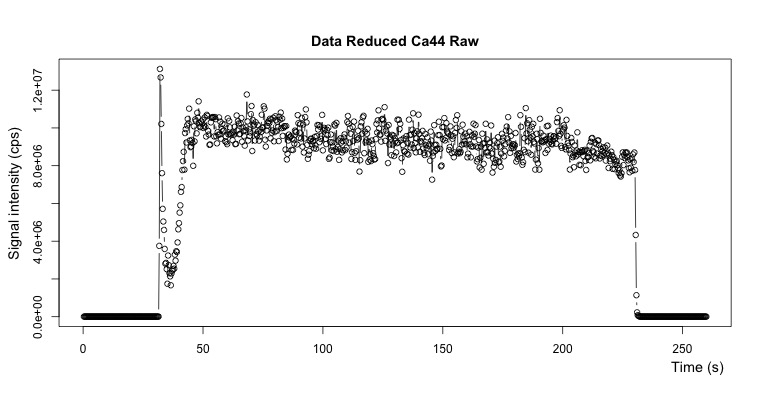 Data Reduced Ca44 Raw
Signal intensity (cps)
1.2e+07
8.0e+06
4.0e+06
0.0e+00
0 50 100 150 200 250
Time (s)